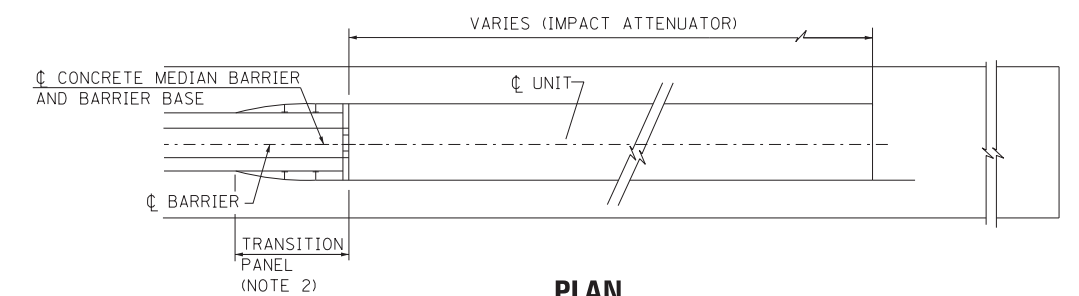 VARIES (IMPACT ATTENUATOR)
℄ CONCRETE MEDIAN BARRIER
AND BARRIER BASE
℄ UNIT
℄ BARRIER
TRANSITION
PANEL
(NOTE 2)
PLAN